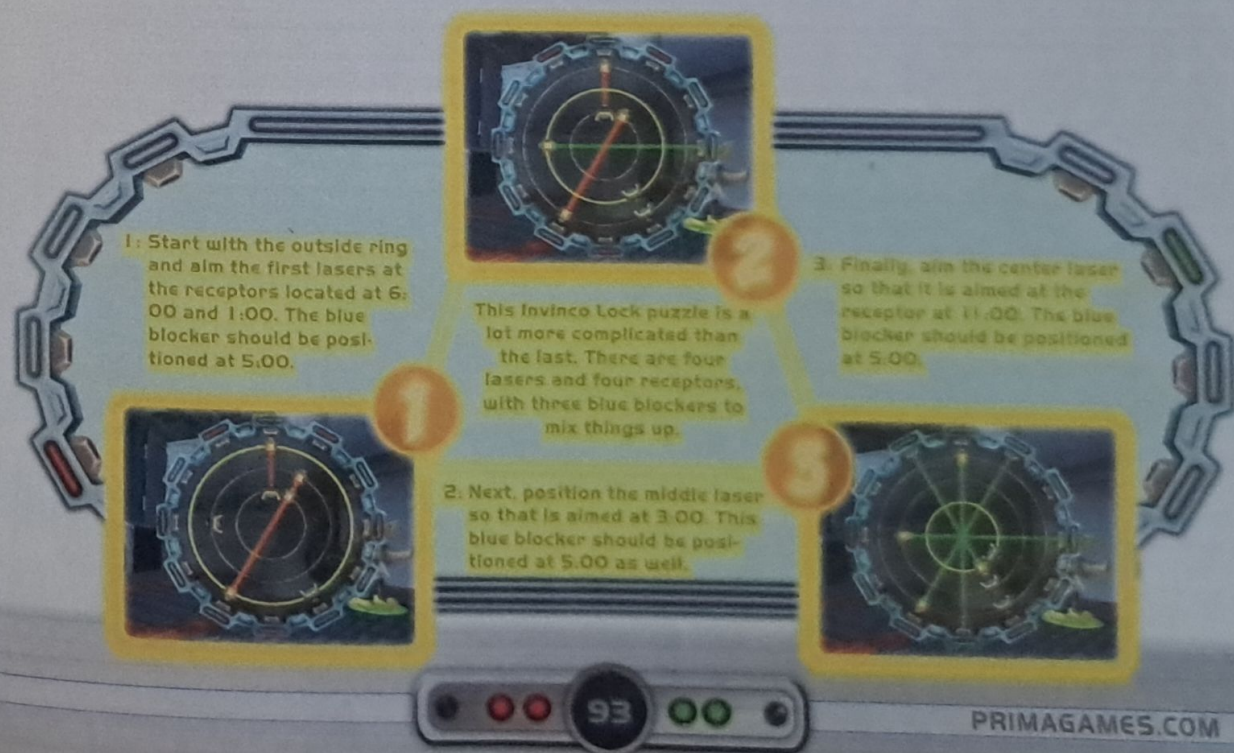 1: Start with the outside ring
and aim the first lasers at
the receptors located at 6:
00 and 1:00. The blue
blocker should be posi-
tioned at 5:00.
1
This Invinco Lock puzzle is a
lot more complicated than
the last. There are four
lasers and four receptors,
with three blue blockers to
mix things up.
2: Next, position the middle laser
so that is aimed at 3:00. This
blue blocker should be posi-
tioned at 5:00 as well.
2
3. Finally, aim the center laser
so that it is aimed at the
receptor at 11:00. The blue
blocker should be positioned
at 5:00.
3
93
PRIMAGAMES.COM